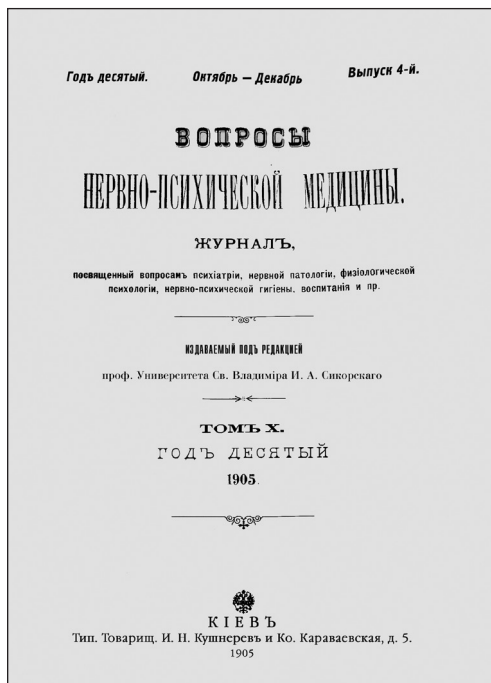 Годъ десятый. Октябрь — Декабрь Выпуск 4-й.
ВОПРОСЫ
НЕРВНО-ПСИХИЧЕСКОЙ МЕДИЦИНЫ.
ЖУРНАЛЪ,
посвященный вопросамъ психіатріи, нервной патологіи, физіологической
психологіи, нервно-психической гигіены, воспитанія и пр.
ИЗДАВАЕМЫЙ ПОДЪ РЕДАКЦІЕЙ
проф. Университета Св. Владиміра И. А. Сикорскаго
ТОМЪ X.
ГОДЪ ДЕСЯТЫЙ
1905.
КІЕВЪ
Тип. Товарищ. И. Н. Кушнеревъ и Ко. Караваевская, д. 5.
1905